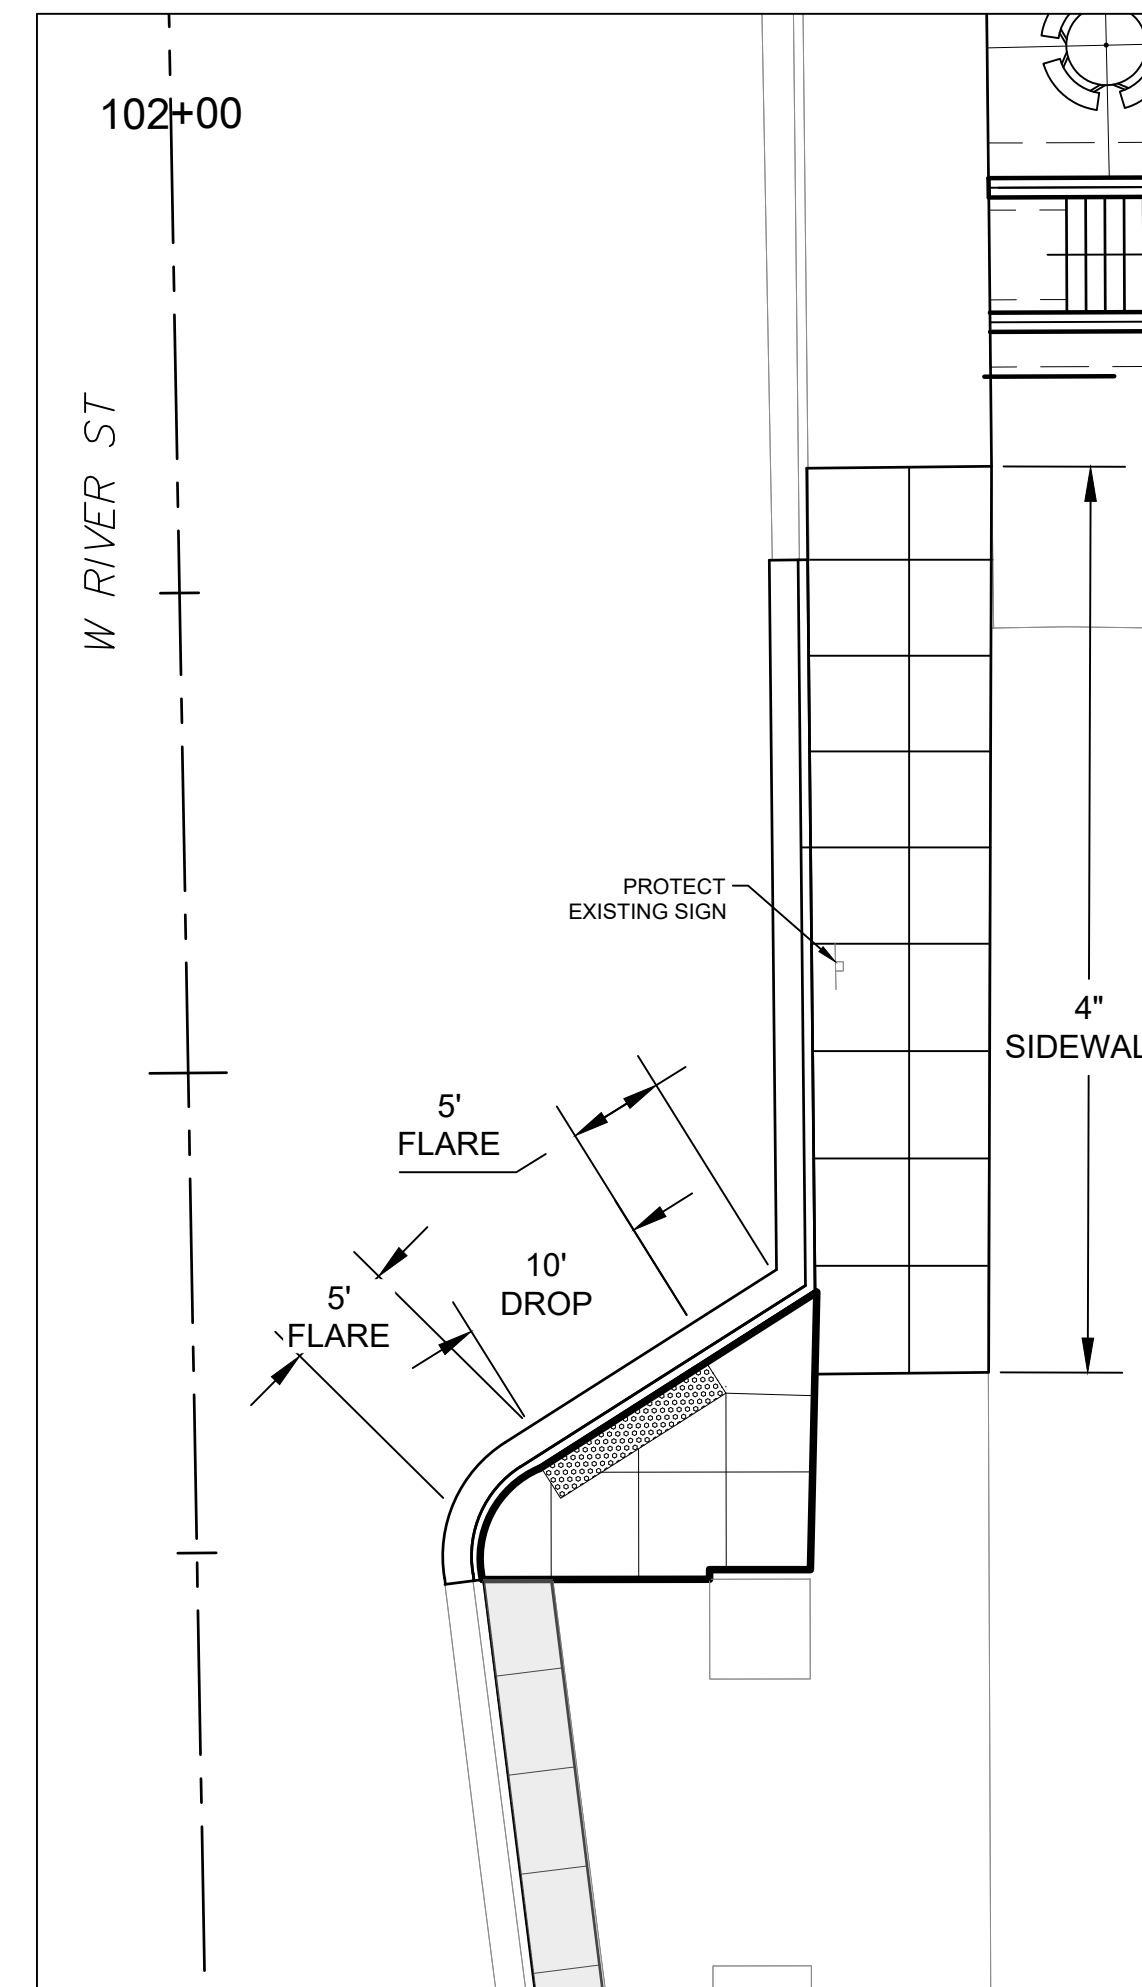 102+00
W RIVER ST
PROTECT
EXISTING SIGN
4"
SIDEWAL
5'
FLARE
10'
DROP
5'
FLARE